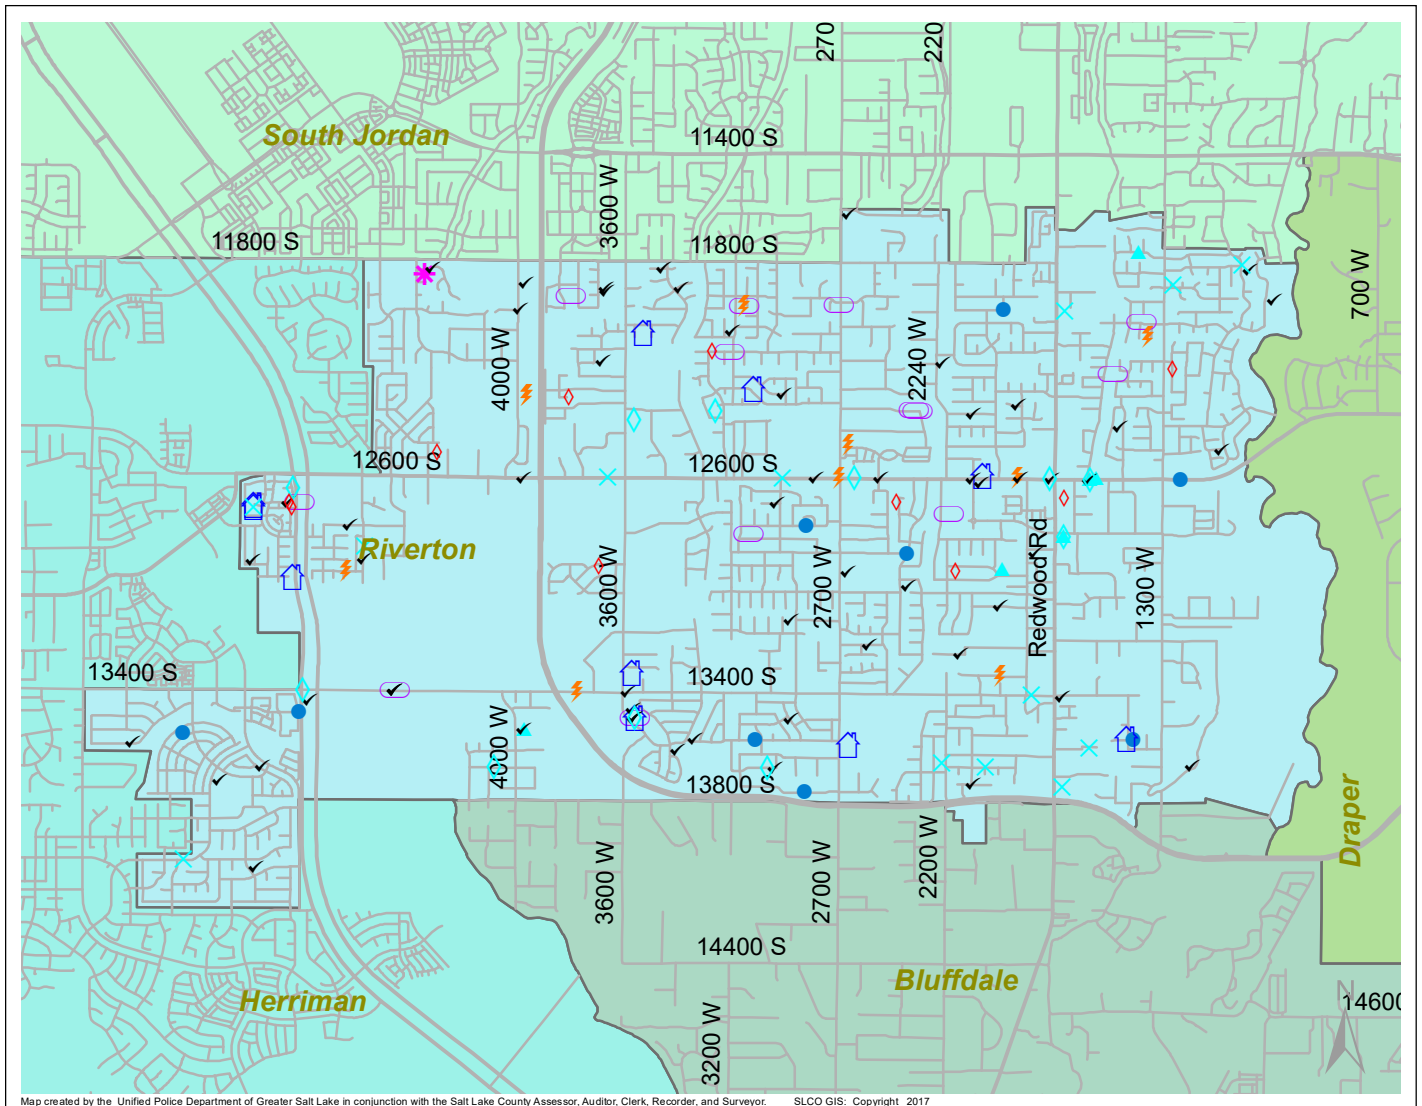 270
220
South Jordan
11400 S
3600 W
11800 S
11800 S
700 W
4000 W
2240 W
12600 S
12600 S
Riverton
3600 W
2700 W
Redwood Rd
1300 W
13400 S
13400 S
4000 W
13800 S
Draper
3600 W
2700 W
2200 W
14400 S
Bluffdale
Herriman
14600
3200 W
Map created by the Unified Police Department of Greater Salt Lake in conjunction with the Salt Lake County Assessor, Auditor, Clerk, Recorder, and Surveyor. SLCO GIS: Copyright 2017